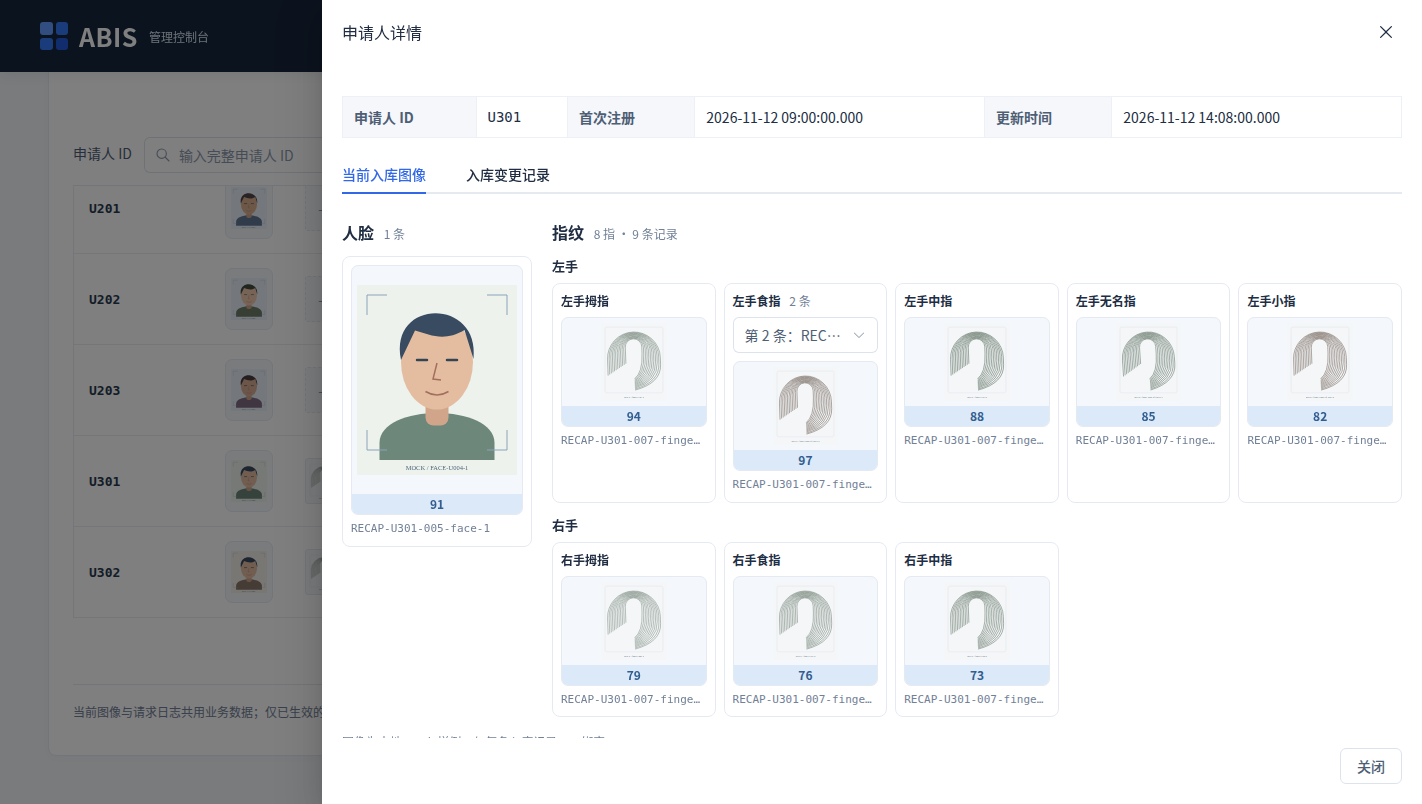 ABIS 管理控制台
申请人 ID
输入完整申请人 ID
U201
U202
U203
U301
U302
当前图像与请求日志共用业务数据；仅已生效的
申请人详情
申请人 ID U301 首次注册 2026-11-12 09:00:00.000 更新时间 2026-11-12 14:08:00.000
当前入库图像 入库变更记录
人脸 1 条
MOCK / FACE-U004-1
91
RECAP-U301-005-face-1
指纹 8 指 · 9 条记录
左手
左手拇指 左手食指 2 条 左手中指 左手无名指 左手小指
第 2 条：REC···
94 97 88 85 82
RECAP-U301-007-finge… RECAP-U301-007-finge… RECAP-U301-007-finge… RECAP-U301-007-finge… RECAP-U301-007-finge…
右手
右手拇指 右手食指 右手中指
79 76 73
RECAP-U301-007-finge… RECAP-U301-007-finge… RECAP-U301-007-finge…
关闭